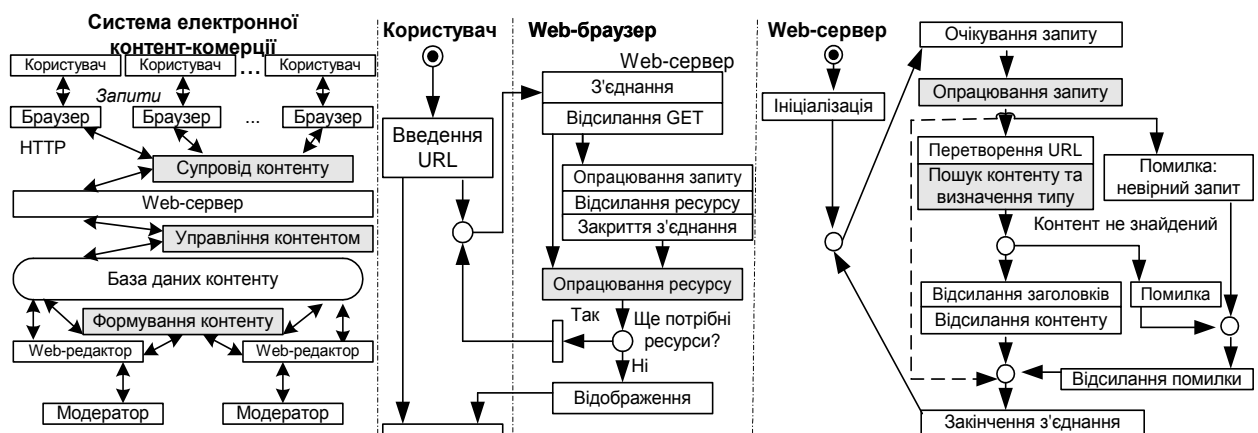 Система електронної
контент-комерції
Користувач Користувач ... Користувач
Запити
Браузер Браузер ... Браузер
HTTP
Супровід контенту
Web-сервер
Управління контентом
База даних контенту
Формування контенту
Web-редактор Web-редактор
Модератор Модератор
Користувач
Введення
URL
Web-браузер
Web-сервер
З'єднання
Відсилання GET
Опрацювання запиту
Відсилання ресурсу
Закриття з'єднання
Опрацювання ресурсу
Так
Ще потрібні
ресурси?
Ні
Відображення
Web-сервер
Ініціалізація
Очікування запиту
Опрацювання запиту
Перетворення URL
Пошук контенту та
визначення типу
Помилка:
невірний запит
Контент не знайдений
Відсилання заголовків
Відсилання контенту
Помилка
Відсилання помилки
Закінчення з'єднання